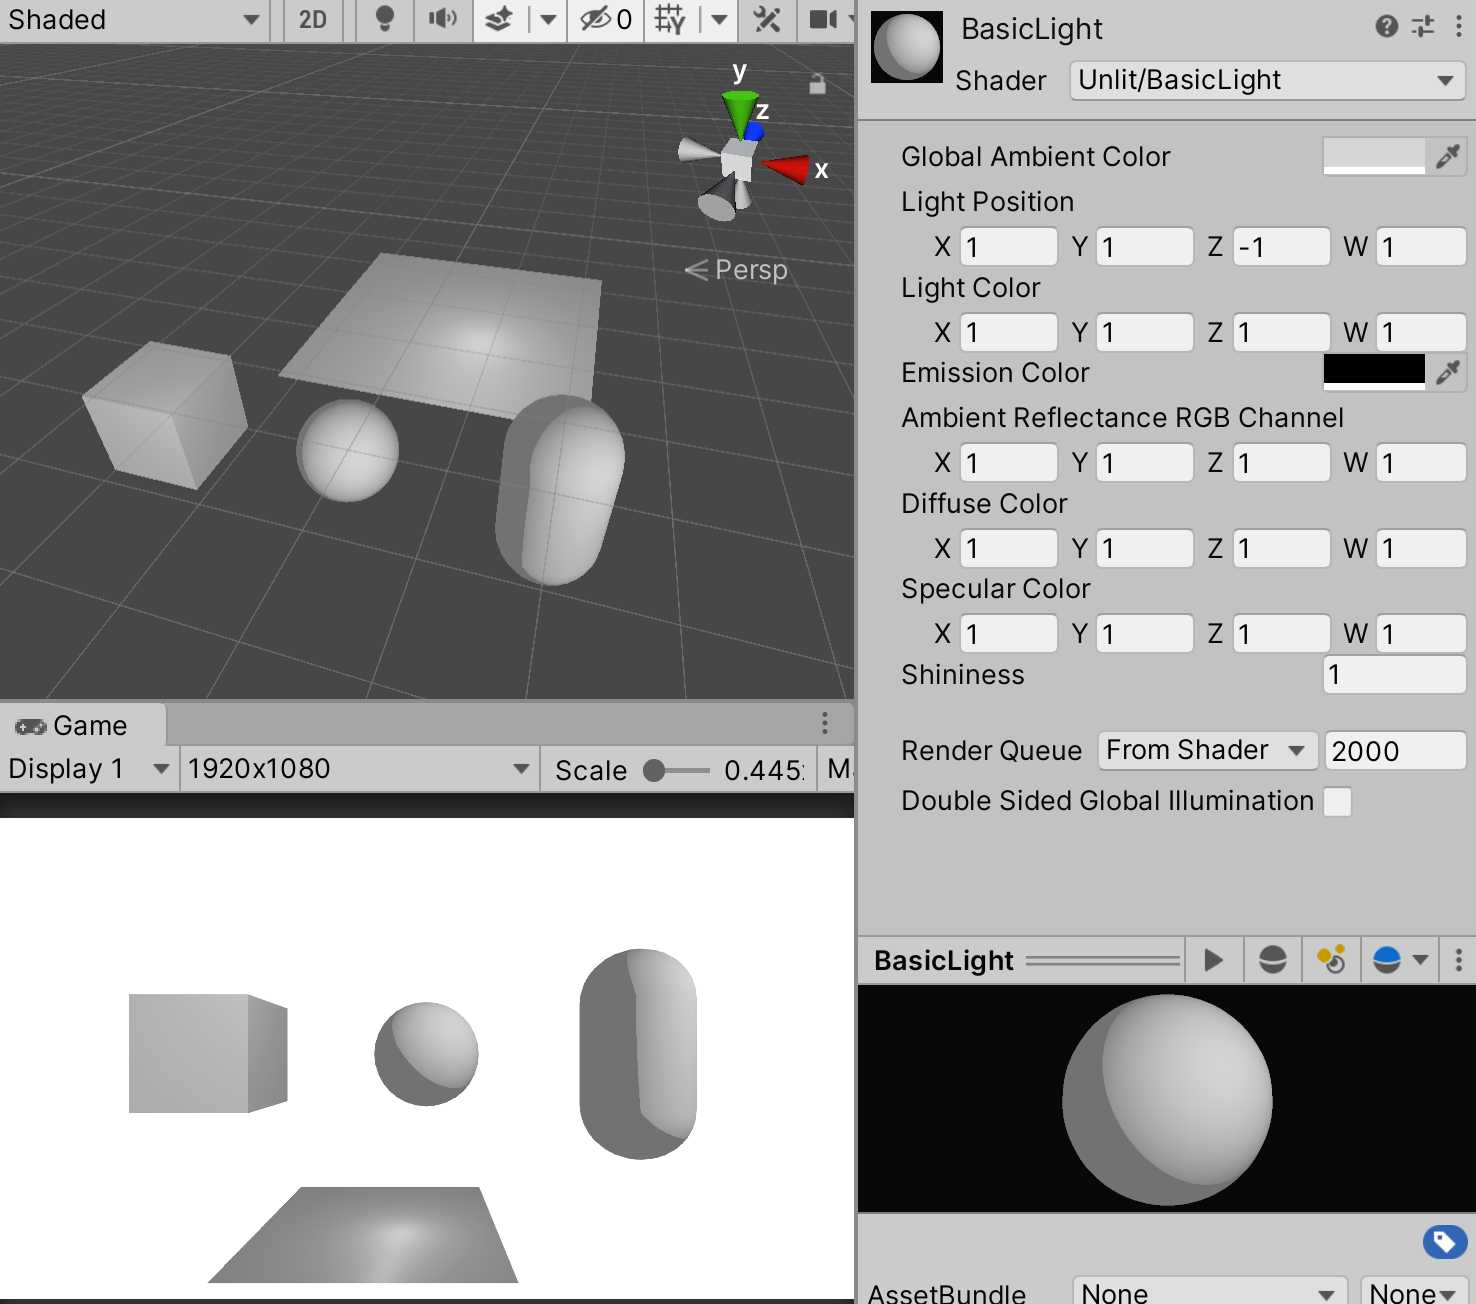 Shaded
2D
0
y
z
x
Persp
Game
Display 1
1920x1080
Scale
0.445
BasicLight
Shader
Unlit/BasicLight
Global Ambient Color
Light Position
X 1 Y 1 Z -1 W 1
Light Color
X 1 Y 1 Z 1 W 1
Emission Color
Ambient Reflectance RGB Channel
X 1 Y 1 Z 1 W 1
Diffuse Color
X 1 Y 1 Z 1 W 1
Specular Color
X 1 Y 1 Z 1 W 1
Shininess 1
Render Queue From Shader 2000
Double Sided Global Illumination
BasicLight
AssetBundle None None